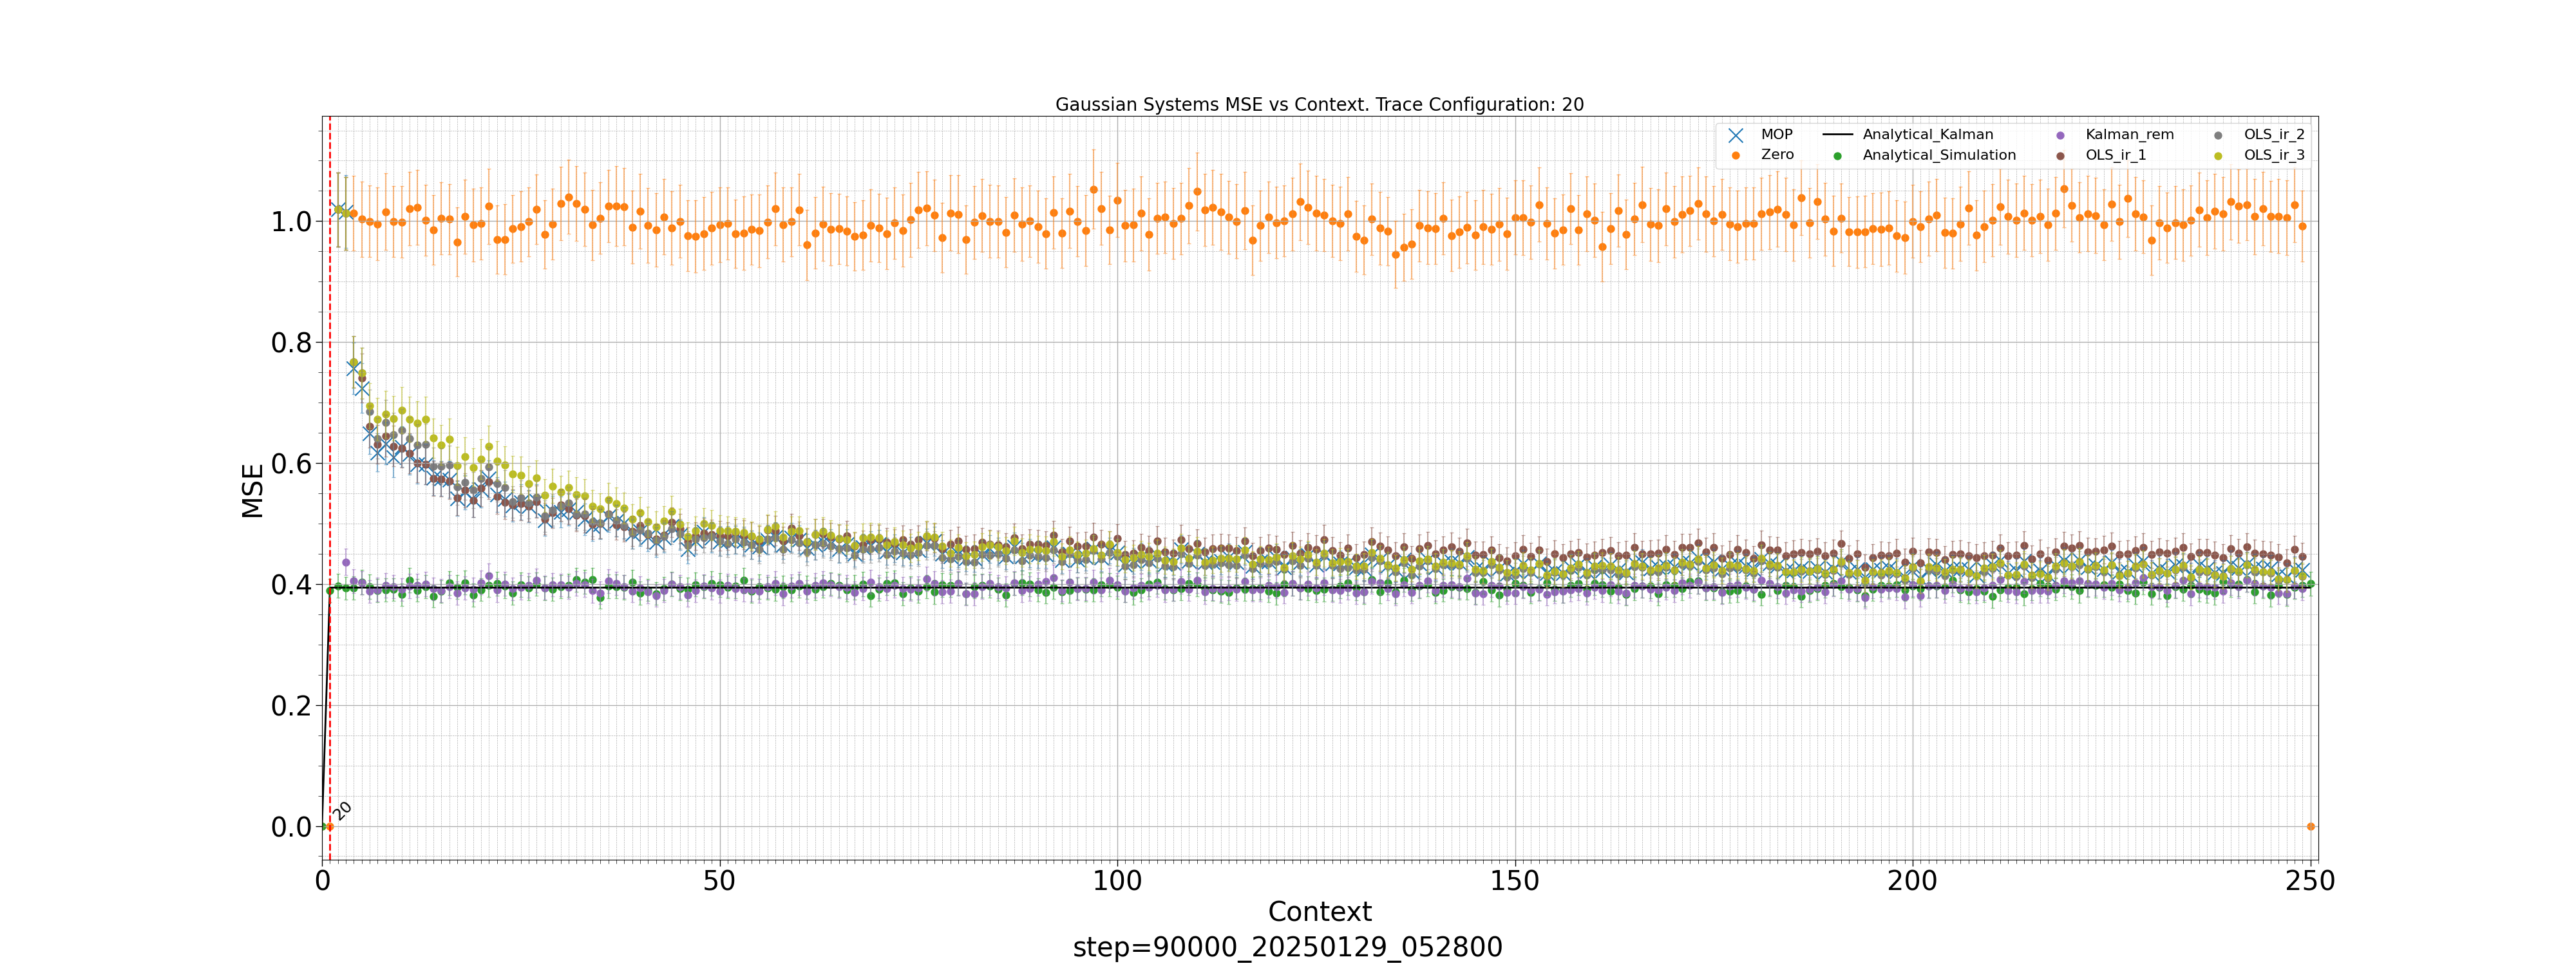 Gaussian Systems MSE vs Context. Trace Configuration: 20
MOP
Zero
Analytical_Kalman
Analytical_Simulation
Kalman_rem
OLS_ir_1
OLS_ir_2
OLS_ir_3
MSE
1.0
0.8
0.6
0.4
0.2
0.0
20
0 50 100 150 200 250
Context
step=90000_20250129_052800